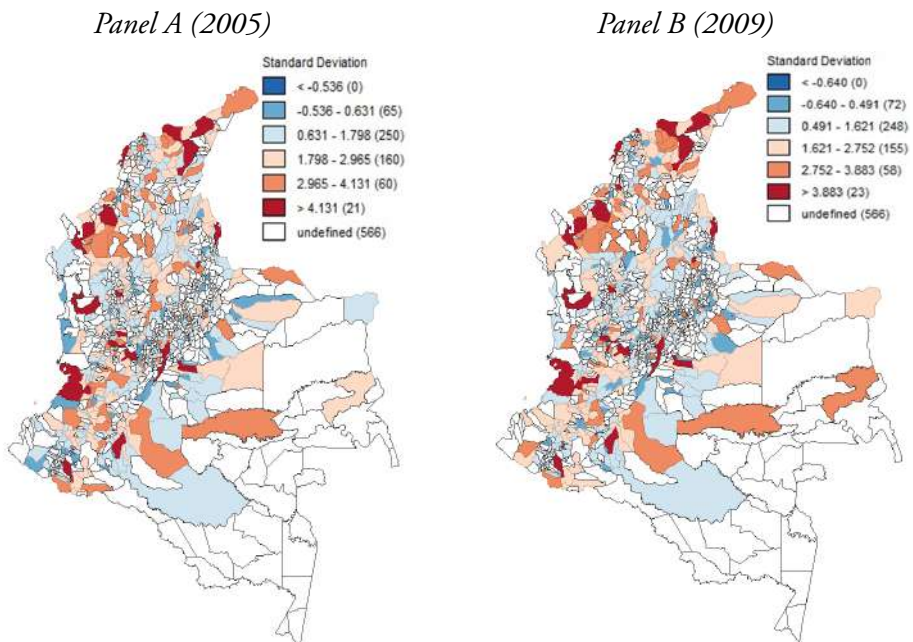 Panel A (2005)
Standard Deviation
< -0.536 (0)
-0.536 - 0.631 (65)
0.631 - 1.798 (250)
1.798 - 2.965 (160)
2.965 - 4.131 (60)
> 4.131 (21)
undefined (566)
Panel B (2009)
Standard Deviation
< -0.640 (0)
-0.640 - 0.491 (72)
0.491 - 1.621 (248)
1.621 - 2.752 (155)
2.752 - 3.883 (58)
> 3.883 (23)
undefined (566)